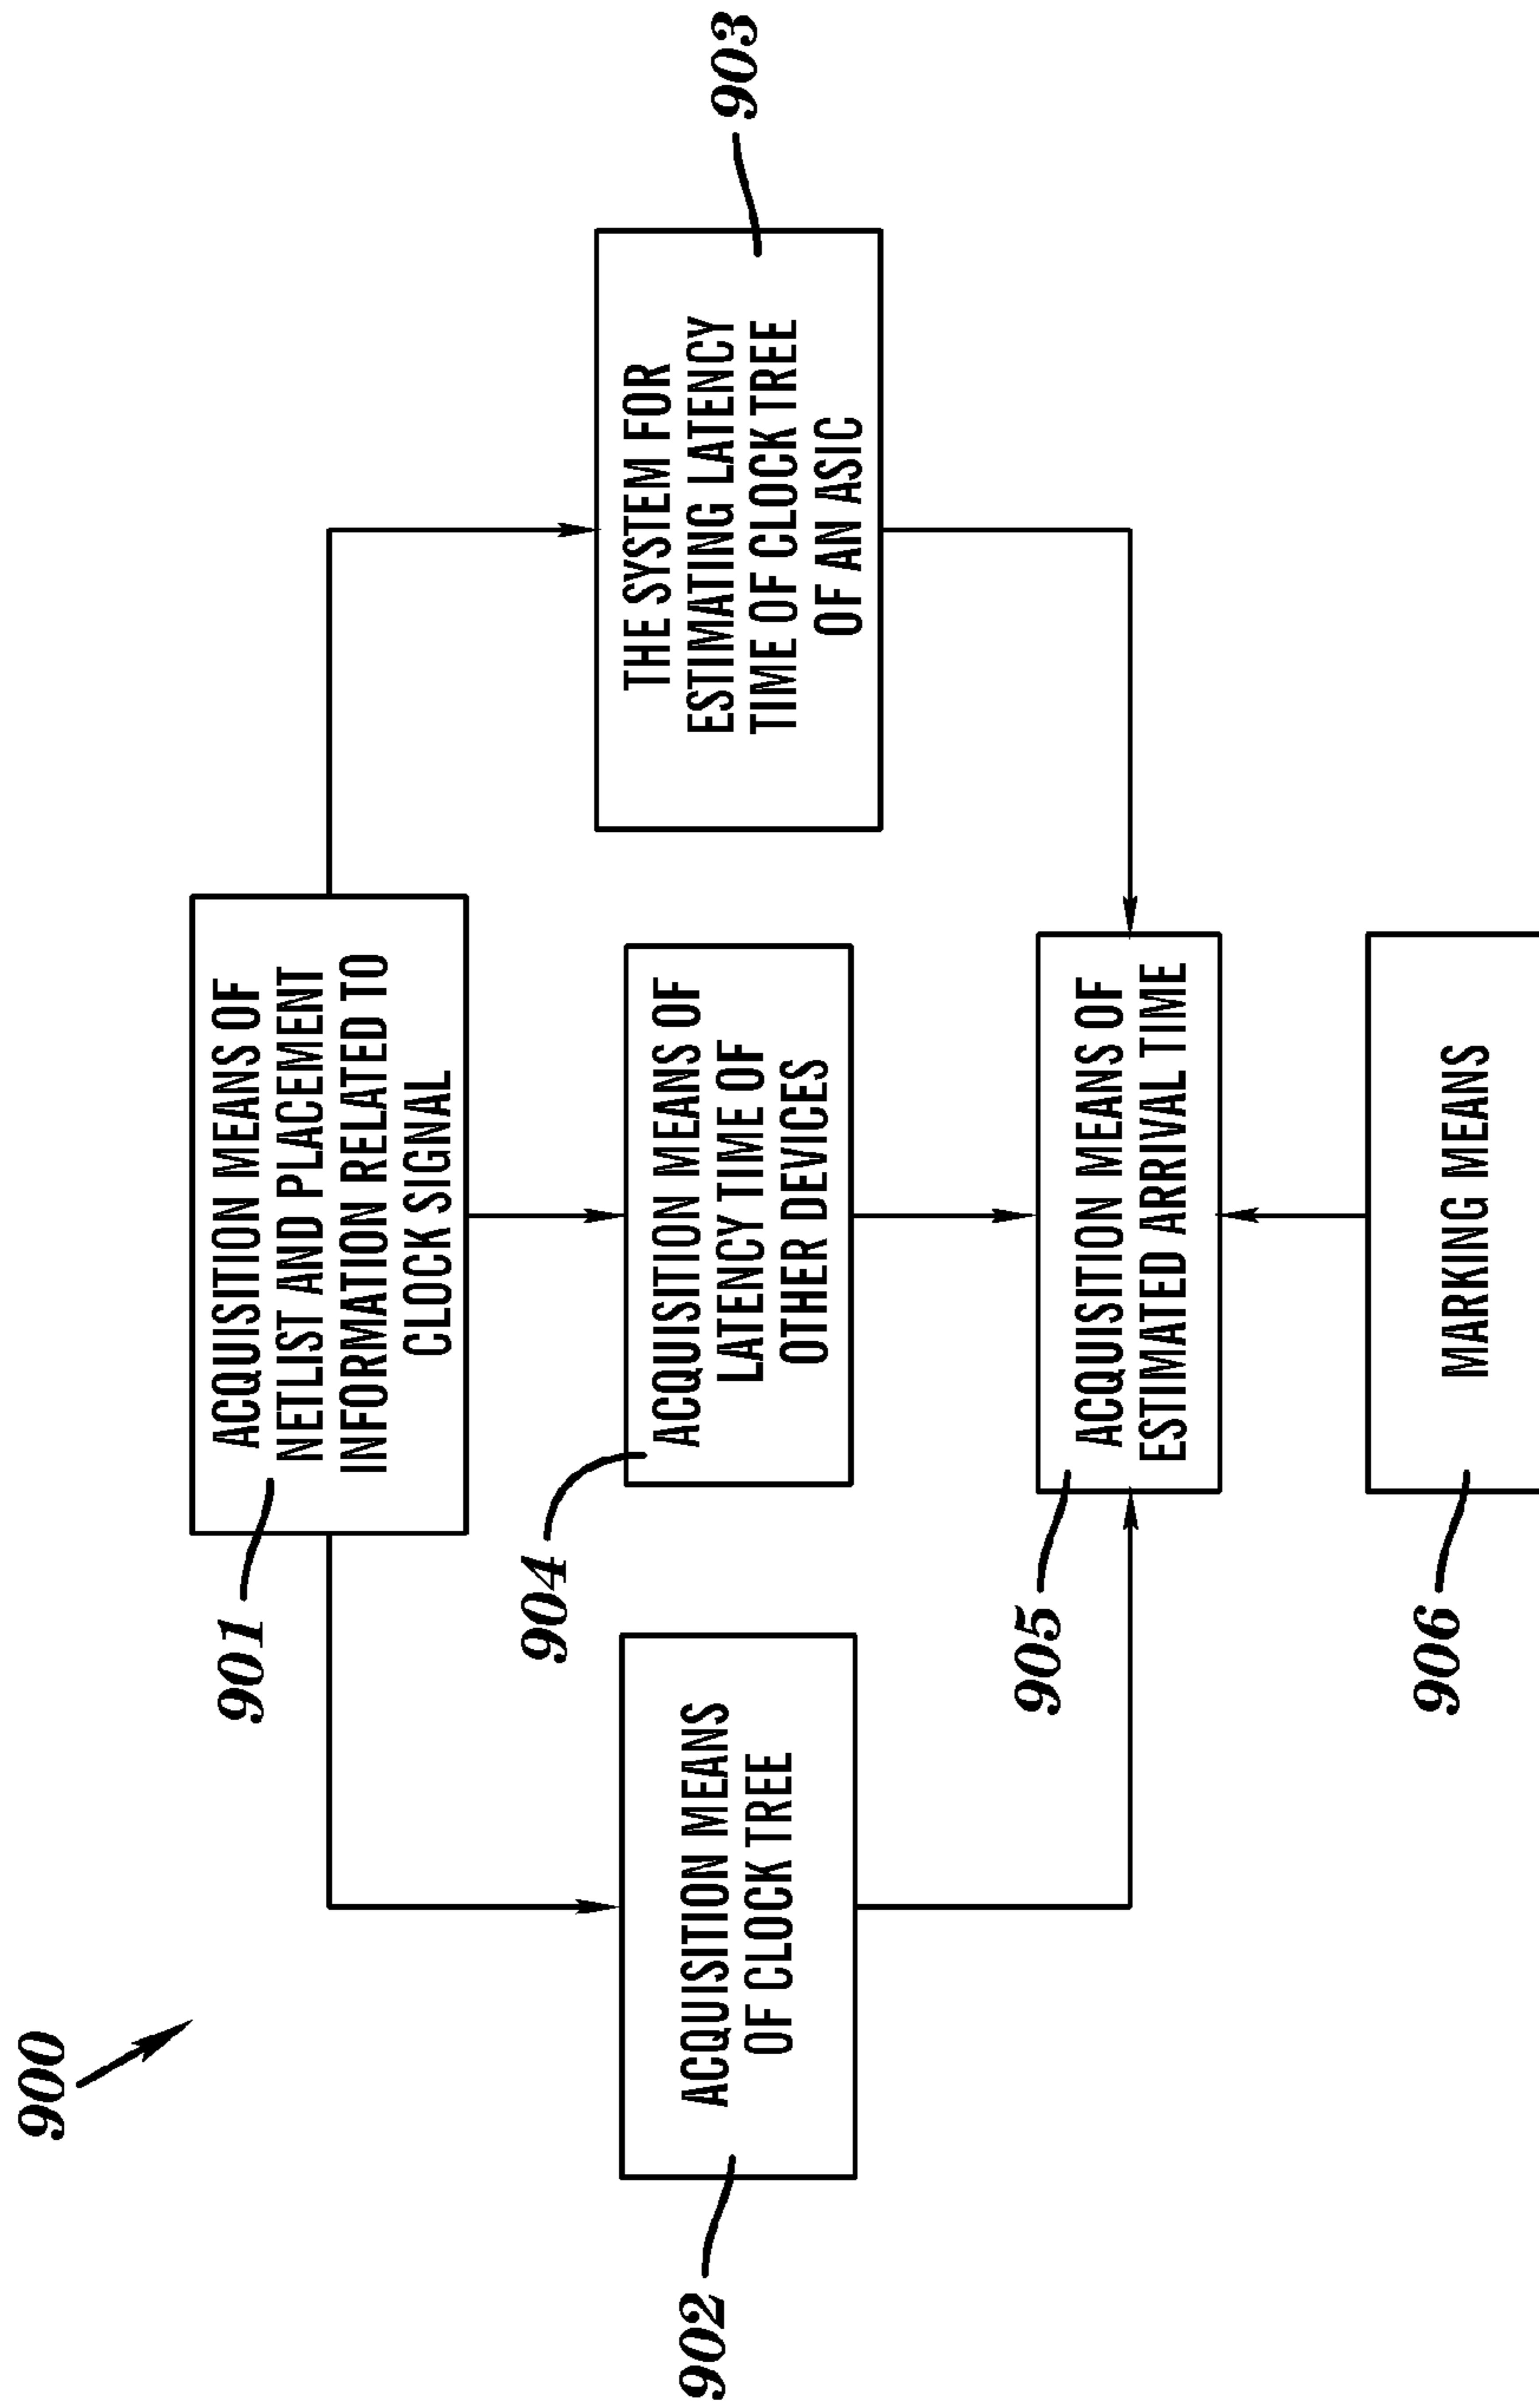 900
901
ACQUISITION MEANS OF
NETLIST AND PLACEMENT
INFORMATION RELATED TO
CLOCK SIGNAL
902
ACQUISITION MEANS
OF CLOCK TREE
904
ACQUISITION MEANS OF
LATENCY TIME OF
OTHER DEVICES
THE SYSTEM FOR
ESTIMATING LATENCY
TIME OF CLOCK TREE
OF AN ASIC
903
905
ACQUISITION MEANS OF
ESTIMATED ARRIVAL TIME
906
MARKING MEANS